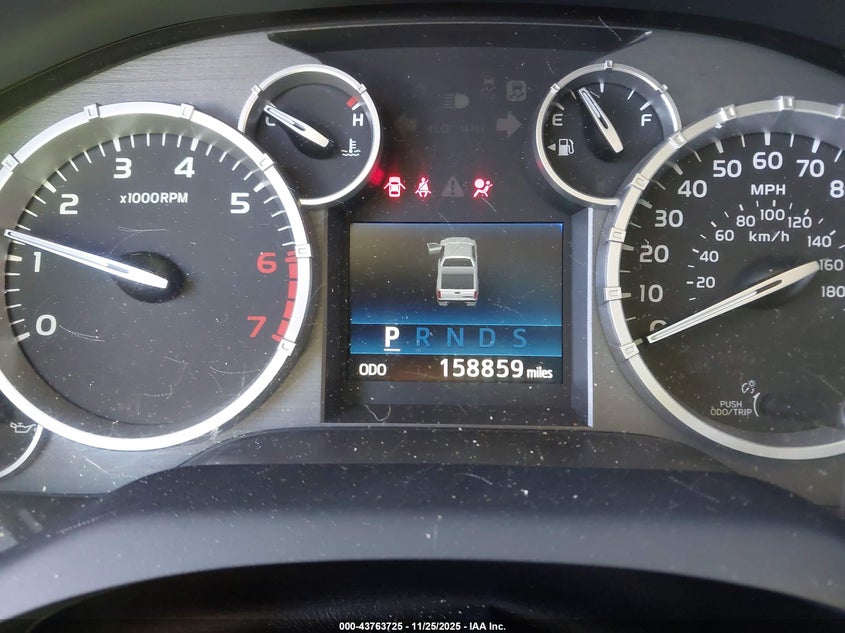 C H
E F
x1000RPM
0 1 2 3 4 5 6 7
MPH
0 10 20 30 40 50 60 70 8
km/h
20 40 60 80 100 120 140 160 180
P R N D S
ODO 158859 miles
PUSH
ODO/TRIP
000-43763725 - 11/25/2025 - IAA Inc.